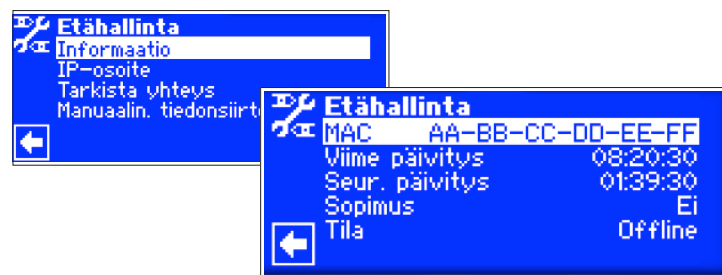 Etähallinta
Informaatio
IP-osoite
Tarkista yhteys
Manuaalin. tiedonsiirto
Etähallinta
MAC AA-BB-CC-DD-EE-FF
Viime päivitys 08:20:30
Seur. päivitys 01:39:30
Sopimus Ei
Tila Offline